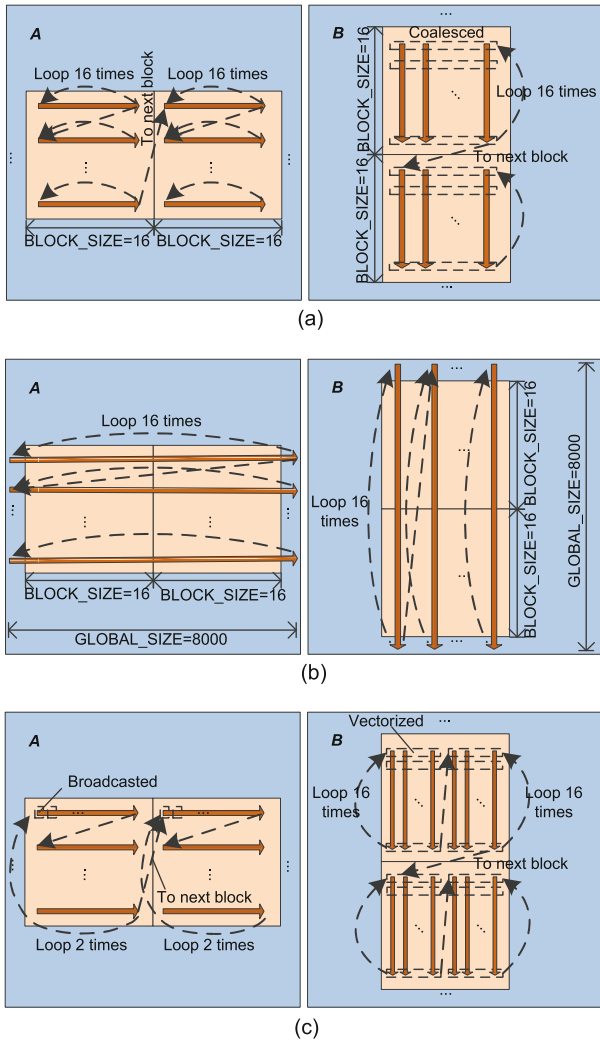 A
Loop 16 times
Loop 16 times
To next block
...
...
...
...
BLOCK_SIZE=16
BLOCK_SIZE=16
B
...
Coalesced
BLOCK_SIZE=16
...
Loop 16 times
To next block
BLOCK_SIZE=16
...
...
(a)
A
Loop 16 times
...
...
...
...
BLOCK_SIZE=16
BLOCK_SIZE=16
GLOBAL_SIZE=8000
B
...
...
BLOCK_SIZE=16
Loop 16
times
GLOBAL_SIZE=8000
BLOCK_SIZE=16
...
...
(b)
A
Broadcasted
...
...
...
...
...
...
To next block
Loop 2 times
Loop 2 times
B
Vectorized
...
Loop 16
times
...
...
Loop 16
times
To next block
...
...
...
(c)